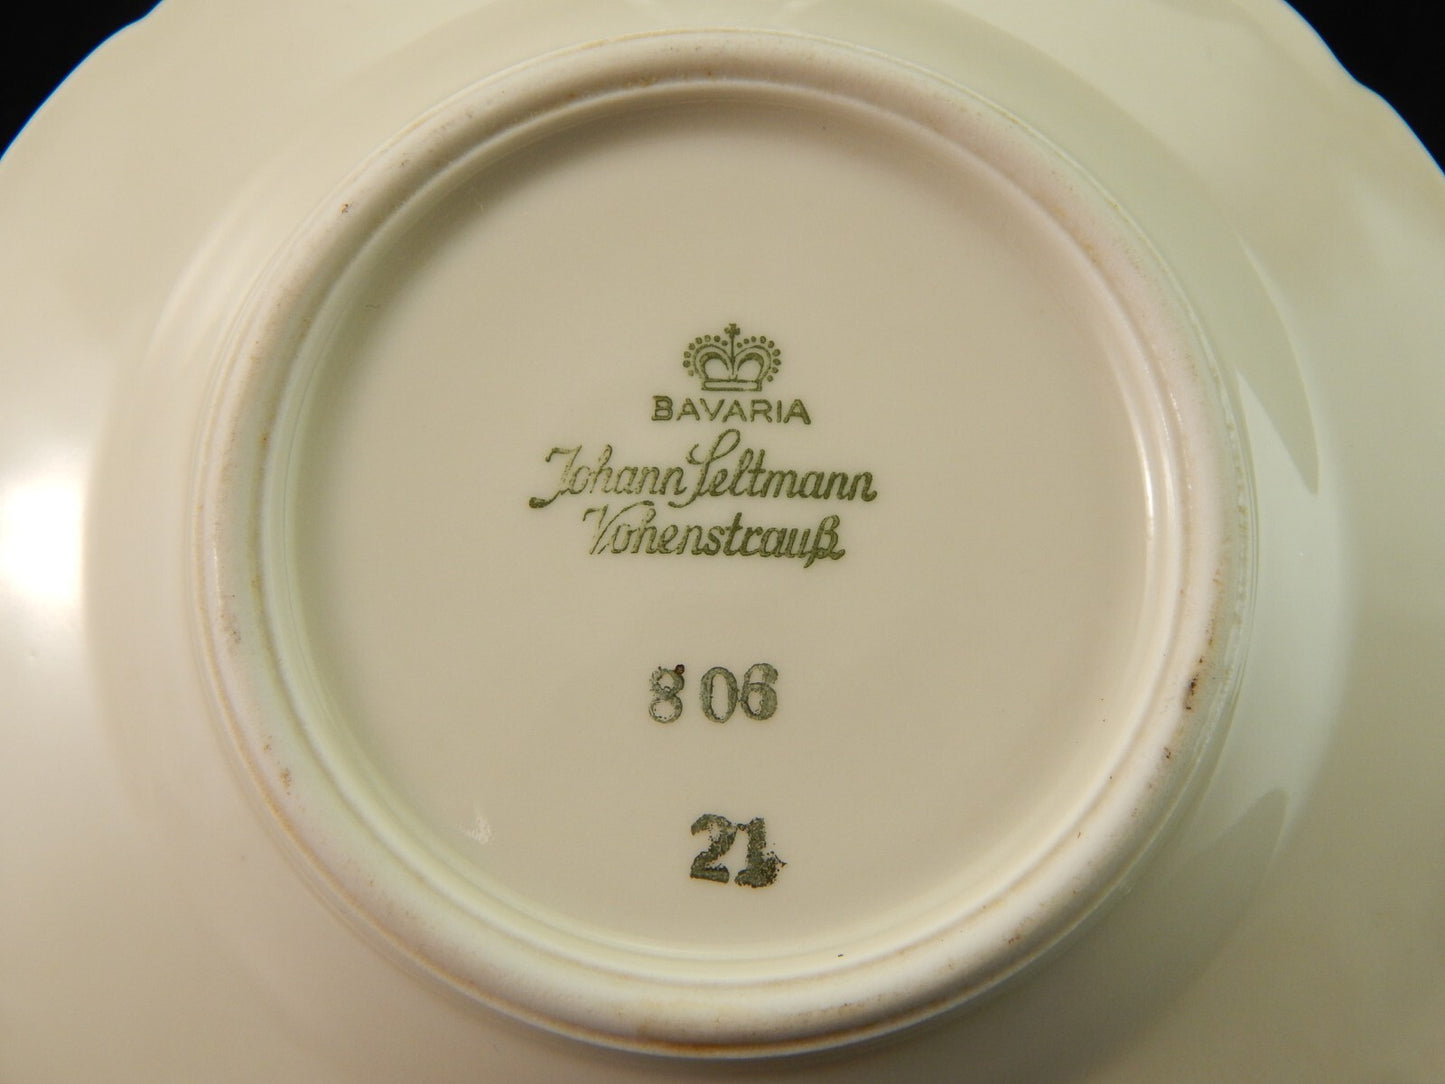 BAVARIA
Johann Seltmann
Vohenstrauß
806
21